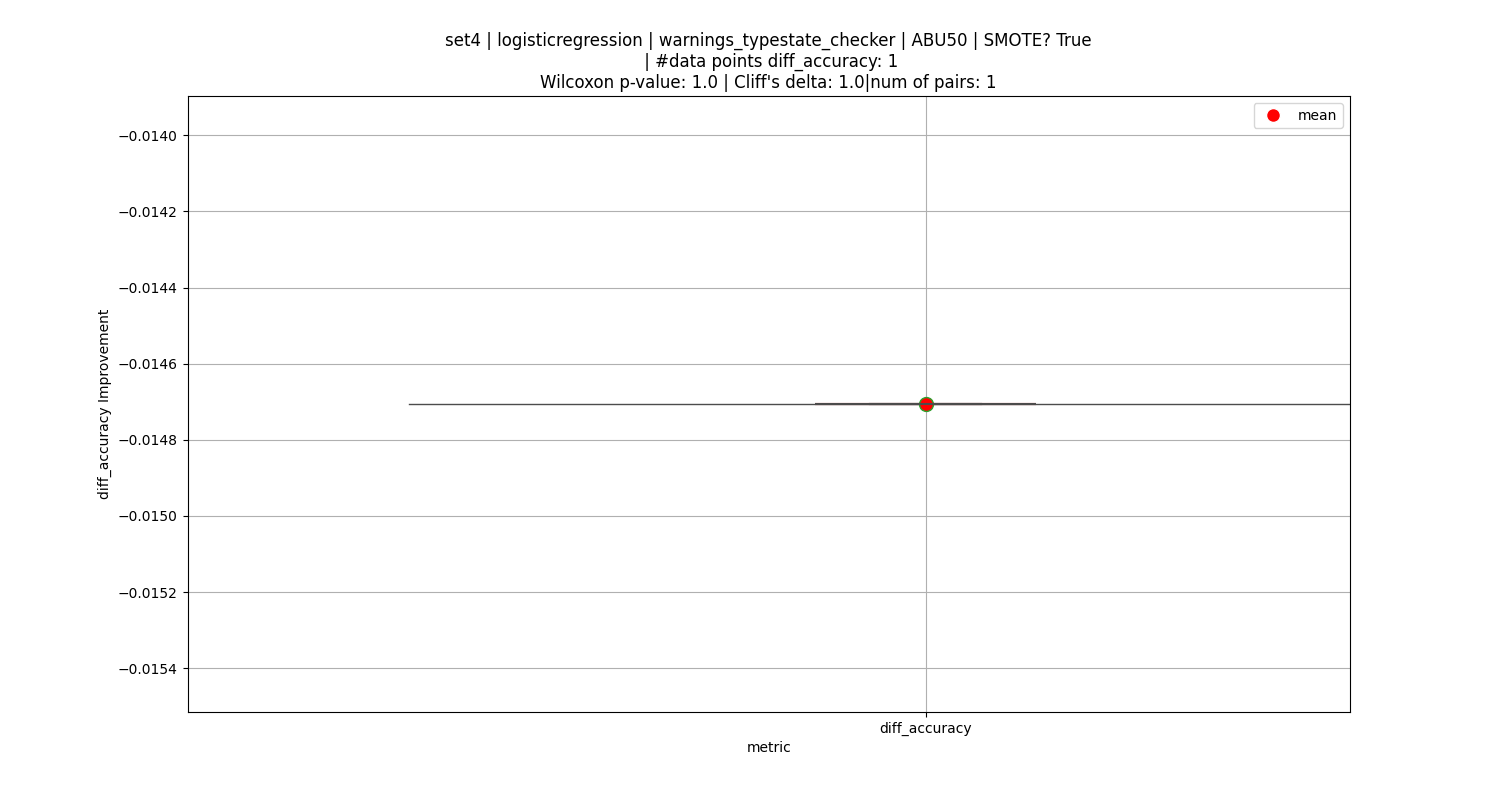 set4 | logisticregression | warnings_typestate_checker | ABU50 | SMOTE? True
| #data points diff_accuracy: 1
Wilcoxon p-value: 1.0 | Cliff's delta: 1.0|num of pairs: 1
mean
−0.0140
−0.0142
−0.0144
−0.0146
−0.0148
−0.0150
−0.0152
−0.0154
diff_accuracy Improvement
diff_accuracy
metric